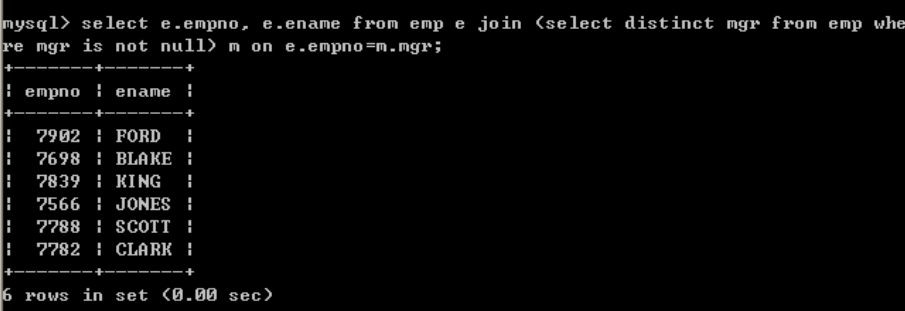 mysql> select e.empno, e.ename from emp e join (select distinct mgr from emp whe
re mgr is not null) m on e.empno=m.mgr;
+-------+-------+
| empno | ename |
+-------+-------+
|  7902 | FORD  |
|  7698 | BLAKE |
|  7839 | KING  |
|  7566 | JONES |
|  7788 | SCOTT |
|  7782 | CLARK |
+-------+-------+
6 rows in set (0.00 sec)